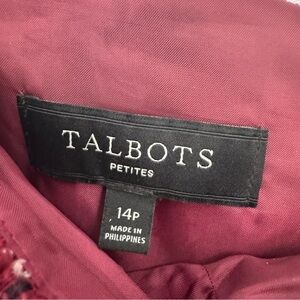 TALBOTS
PETITES
14P
MADE IN
PHILIPPINES